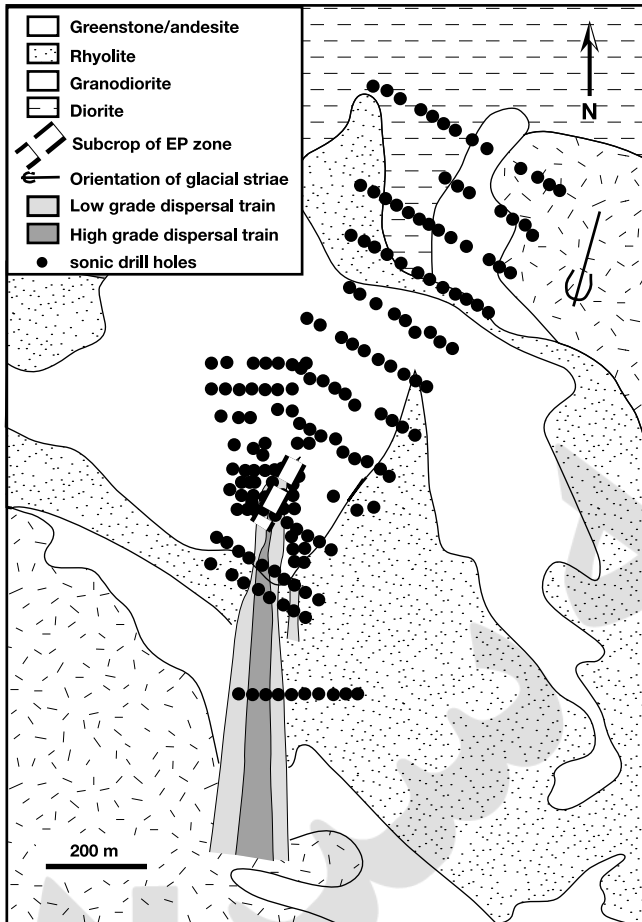 Greenstone/andesite
Rhyolite
Granodiorite
Diorite
Subcrop of EP zone
Orientation of glacial striae
Low grade dispersal train
High grade dispersal train
sonic drill holes
N
200 m